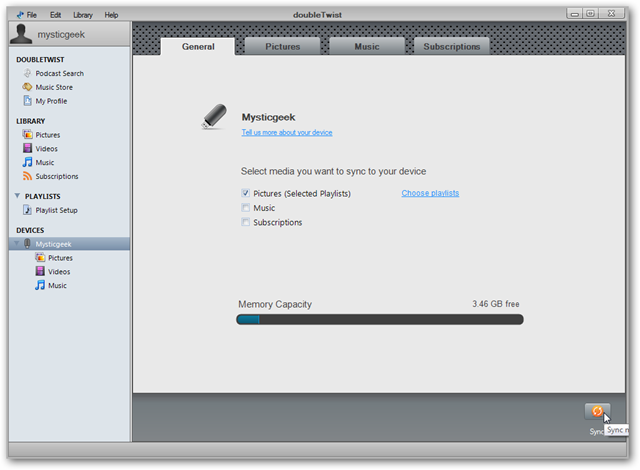 File Edit Library Help
doubleTwist
mysticgeek
General
Pictures
Music
Subscriptions
DOUBLETWIST
Podcast Search
Music Store
My Profile
LIBRARY
Pictures
Videos
Music
Subscriptions
PLAYLISTS
Playlist Setup
DEVICES
Mysticgeek
Pictures
Videos
Music
Mysticgeek
Tell us more about your device
Select media you want to sync to your device
Pictures (Selected Playlists) Choose playlists
Music
Subscriptions
Memory Capacity 3.46 GB free
Sync
Sync